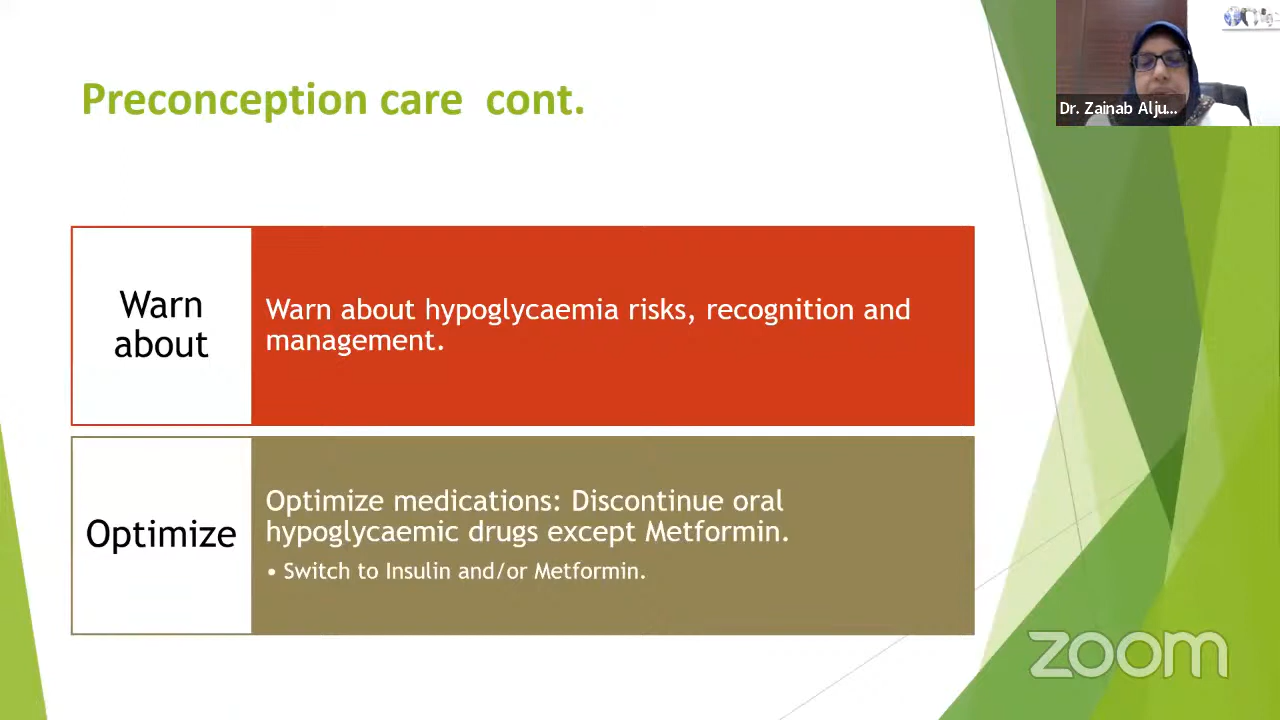 Preconception care cont.
Dr. Zainab Alju...
Warn
about
Warn about hypoglycaemia risks, recognition and
management.
Optimize
Optimize medications: Discontinue oral
hypoglycaemic drugs except Metformin.
• Switch to Insulin and/or Metformin.
zoom